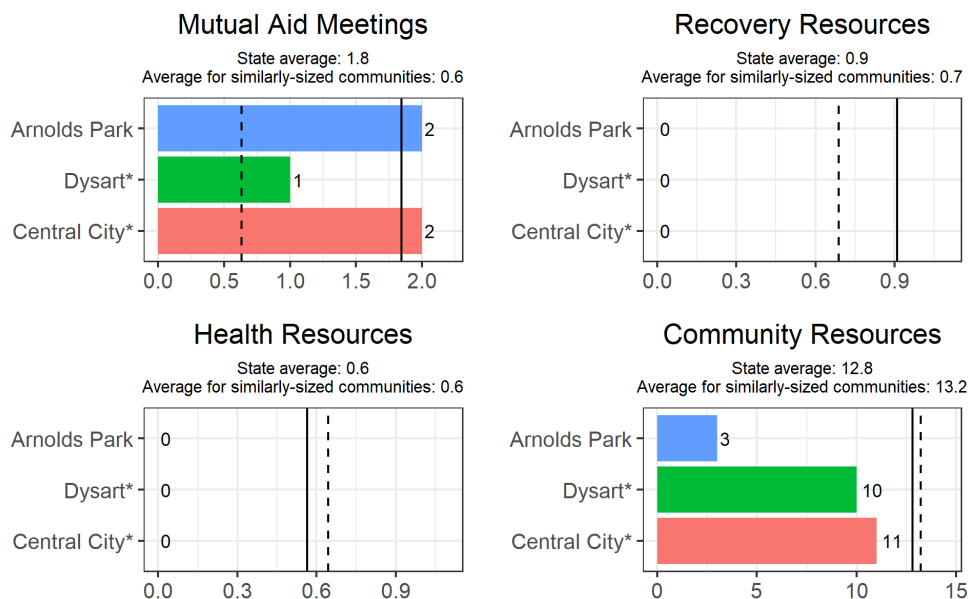 Mutual Aid Meetings
State average: 1.8
Average for similarly-sized communities: 0.6
Arnolds Park
2
Dysart*
1
Central City*
2
0.0 0.5 1.0 1.5 2.0
Recovery Resources
State average: 0.9
Average for similarly-sized communities: 0.7
Arnolds Park
0
Dysart*
0
Central City*
0
0.0 0.3 0.6 0.9
Health Resources
State average: 0.6
Average for similarly-sized communities: 0.6
Arnolds Park
0
Dysart*
0
Central City*
0
0.0 0.3 0.6 0.9
Community Resources
State average: 12.8
Average for similarly-sized communities: 13.2
Arnolds Park
3
Dysart*
10
Central City*
11
0 5 10 15